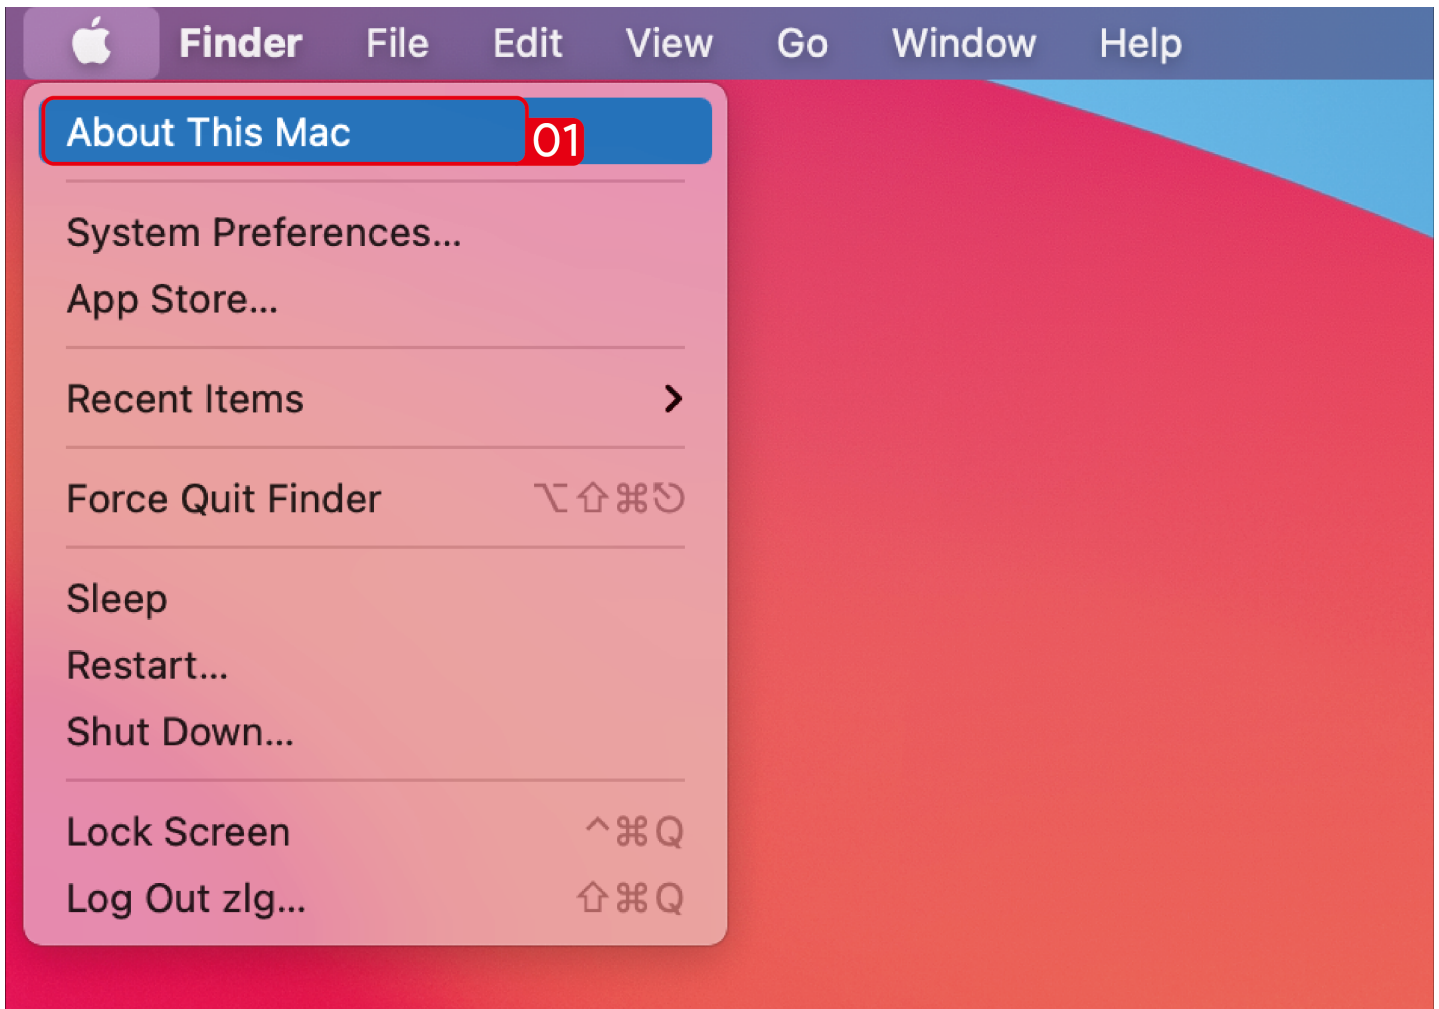 Finder File Edit View Go Window Help
About This Mac 01
System Preferences...
App Store...
Recent Items
Force Quit Finder ⌥⇧⌘⎋
Sleep
Restart...
Shut Down...
Lock Screen ^⌘Q
Log Out zlg... ⇧⌘Q